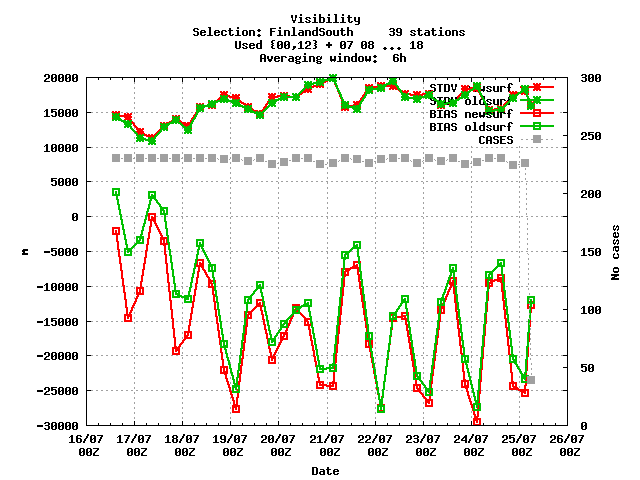 Visibility
Selection: FinlandSouth 39 stations
Used {00,12} + 07 08 ... 18
Averaging window: 6h
20000
15000
10000
5000
0
-5000
-10000
-15000
-20000
-25000
-30000
m
STDV newsurf
STDV oldsurf
BIAS newsurf
BIAS oldsurf
CASES
300
250
200
150
100
50
0
No cases
16/07 17/07 18/07 19/07 20/07 21/07 22/07 23/07 24/07 25/07 26/07
00Z 00Z 00Z 00Z 00Z 00Z 00Z 00Z 00Z 00Z 00Z
Date